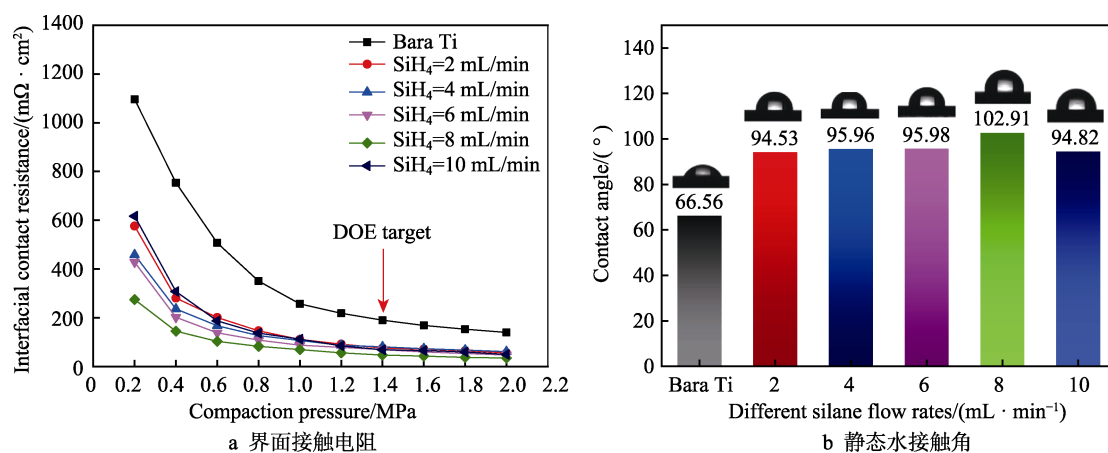 1400
1200
1000
800
600
400
200
0
Interfacial contact resistance/(mΩ · cm²)
Bara Ti
SiH₄=2 mL/min
SiH₄=4 mL/min
SiH₄=6 mL/min
SiH₄=8 mL/min
SiH₄=10 mL/min
DOE target
0 0.2 0.4 0.6 0.8 1.0 1.2 1.4 1.6 1.8 2.0 2.2
Compaction pressure/MPa
a 界面接触电阻
140
120
100
80
60
40
20
0
Contact angle/( ° )
66.56
94.53
95.96
95.98
102.91
94.82
Bara Ti 2 4 6 8 10
Different silane flow rates/(mL · min⁻¹)
b 静态水接触角